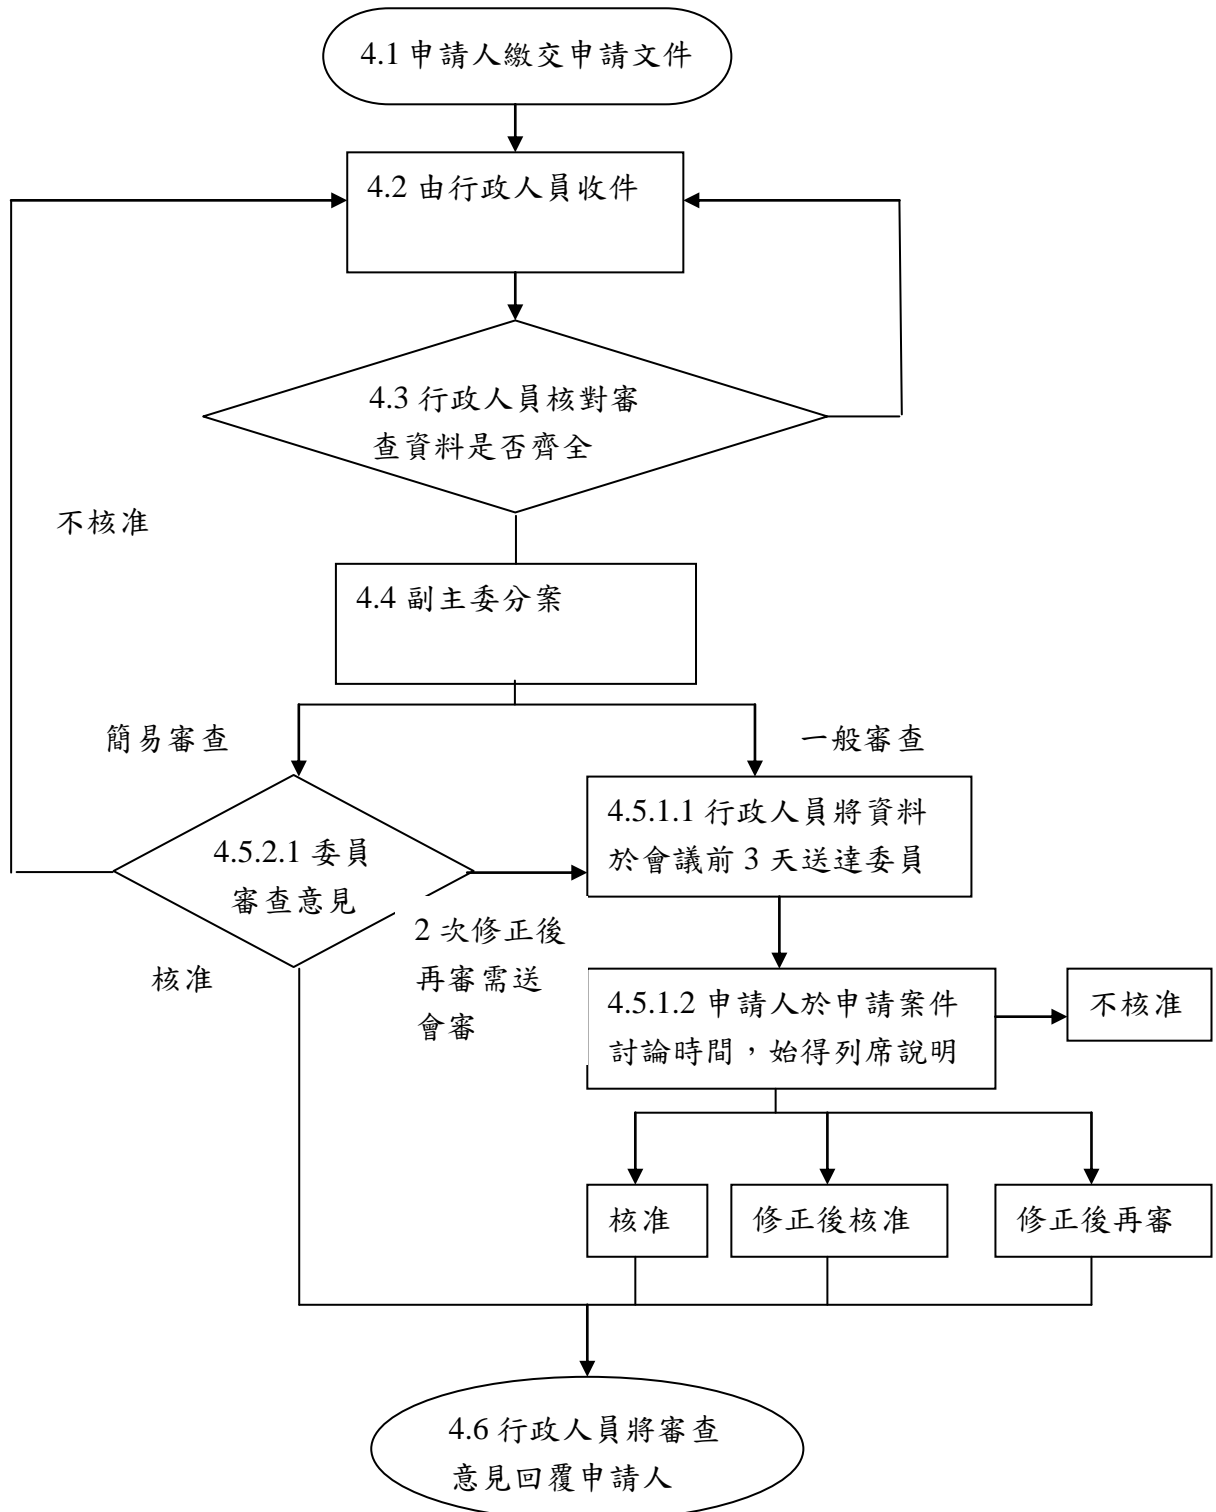 4.1 申請人繳交申請文件
4.2 由行政人員收件
4.3 行政人員核對審
查資料是否齊全
不核准
4.4 副主委分案
簡易審查
一般審查
4.5.2.1 委員
審查意見
4.5.1.1 行政人員將資料
於會議前 3 天送達委員
核准
2 次修正後
再審需送
會審
4.5.1.2 申請人於申請案件
討論時間，始得列席說明
不核准
核准
修正後核准
修正後再審
4.6 行政人員將審查
意見回覆申請人